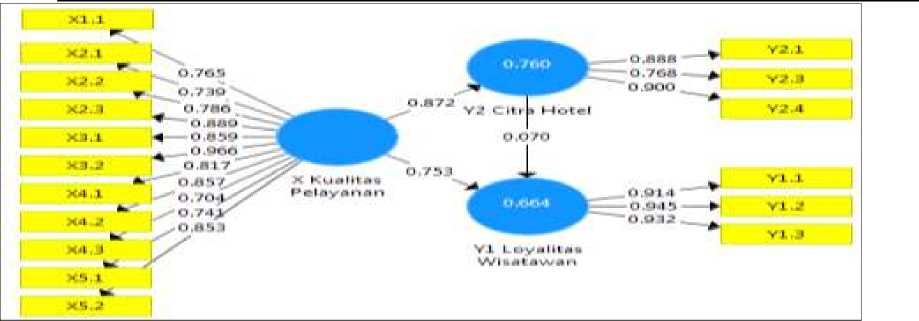 X1.1
X2.1
X2.2
X2.3
X3.1
X3.2
X4.1
X4.2
X4.3
X5.1
X5.2
0.765
0.739
0.786
0.889
0.859
0.966
0.817
0.857
0.704
0.741
0.853
X Kualitas
Pelayanan
0.872
0.753
0.760
Y2 Citra Hotel
0.070
0.664
Y1 Loyalitas
Wisatawan
0.888
0.768
0.900
Y2.1
Y2.3
Y2.4
0.914
0.945
0.932
Y1.1
Y1.2
Y1.3